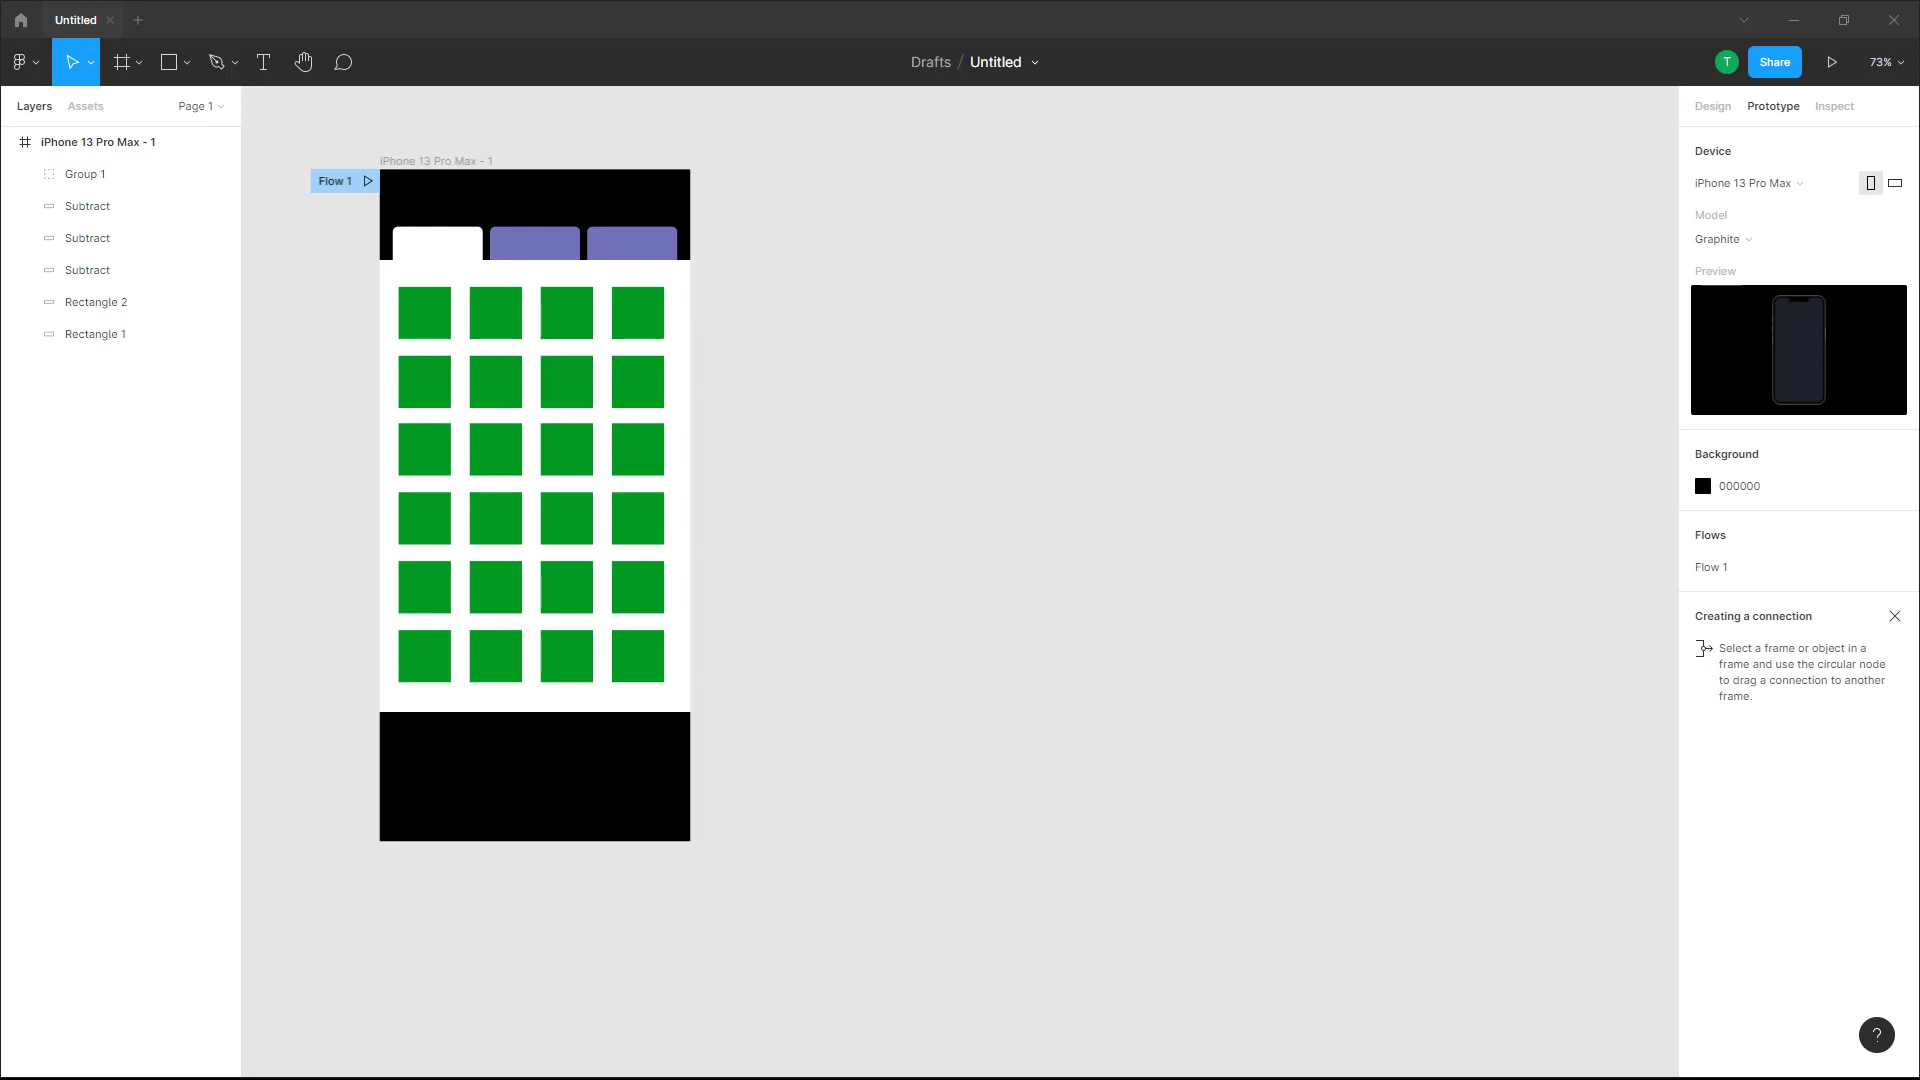 Untitled
Drafts / Untitled
T
Share
73%
Layers
Assets
Page 1
iPhone 13 Pro Max - 1
Group 1
Subtract
Subtract
Subtract
Rectangle 2
Rectangle 1
iPhone 13 Pro Max - 1
Flow 1
Design
Prototype
Inspect
Device
iPhone 13 Pro Max
Model
Graphite
Preview
Background
000000
Flows
Flow 1
Creating a connection
Select a frame or object in a
frame and use the circular node
to drag a connection to another
frame.
?